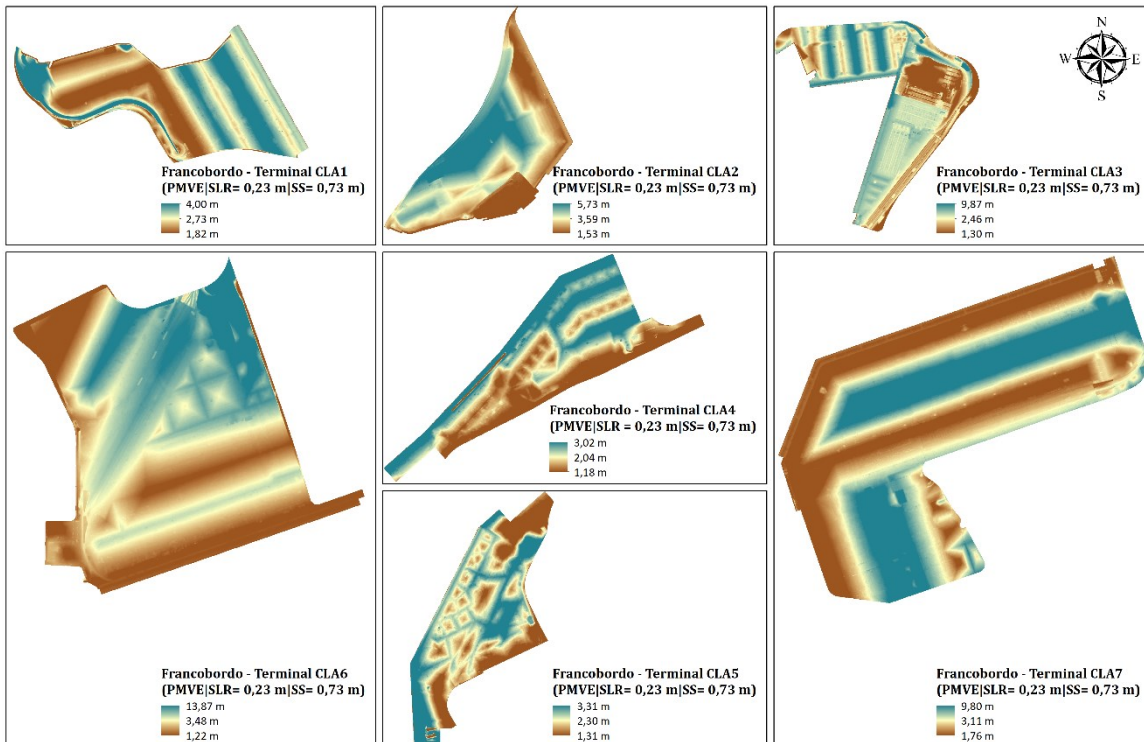 Francobordo - Terminal CLA1
(PMVE|SLR= 0,23 m|SS= 0,73 m)
4,00 m
2,73 m
1,82 m
Francobordo - Terminal CLA2
(PMVE|SLR= 0,23 m|SS= 0,73 m)
5,73 m
3,59 m
1,53 m
N
W
E
S
Francobordo - Terminal CLA3
(PMVE|SLR= 0,23 m|SS= 0,73 m)
9,87 m
2,46 m
1,30 m
Francobordo - Terminal CLA6
(PMVE|SLR= 0,23 m|SS= 0,73 m)
13,87 m
3,48 m
1,22 m
Francobordo - Terminal CLA4
(PMVE|SLR = 0,23 m|SS= 0,73 m)
3,02 m
2,04 m
1,18 m
Francobordo - Terminal CLA5
(PMVE|SLR= 0,23 m|SS= 0,73 m)
3,31 m
2,30 m
1,31 m
Francobordo - Terminal CLA7
(PMVE|SLR= 0,23 m|SS= 0,73 m)
9,80 m
3,11 m
1,76 m